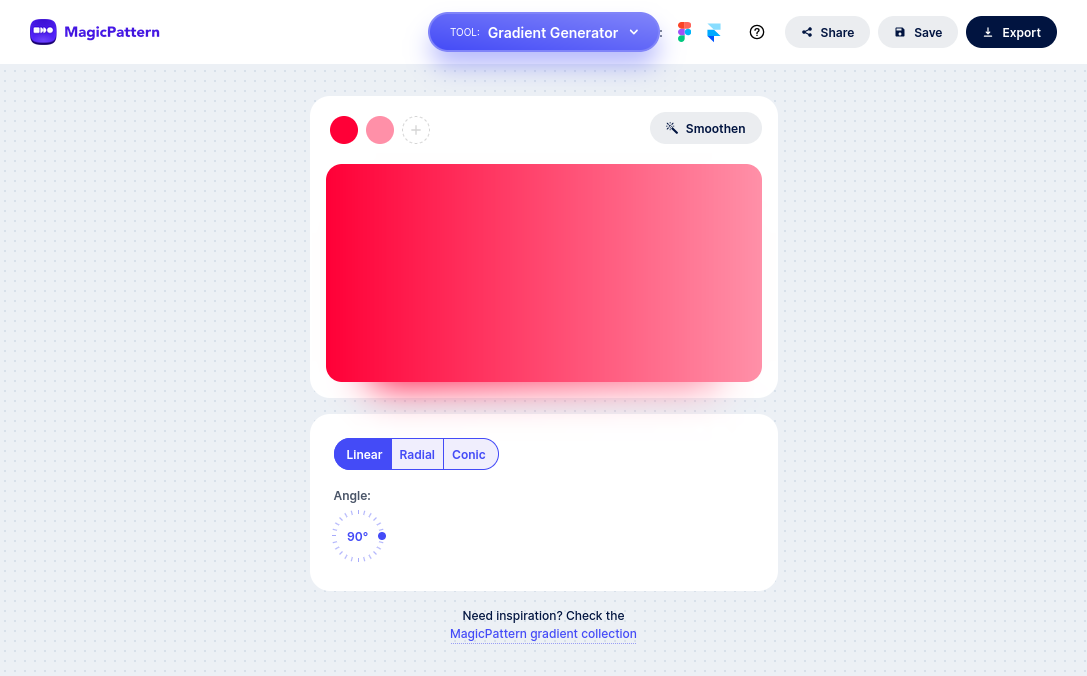 MagicPattern
TOOL: Gradient Generator
Share
Save
Export
Smoothen
Linear
Radial
Conic
Angle:
90°
Need inspiration? Check the
MagicPattern gradient collection